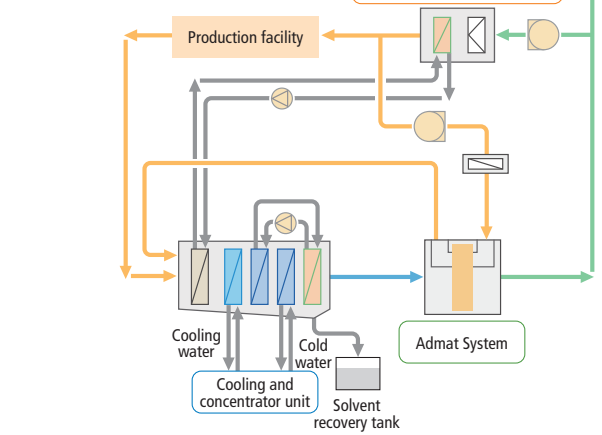 Production facility
Cooling
water
Cold
water
Admat System
Cooling and
concentrator unit
Solvent
recovery tank